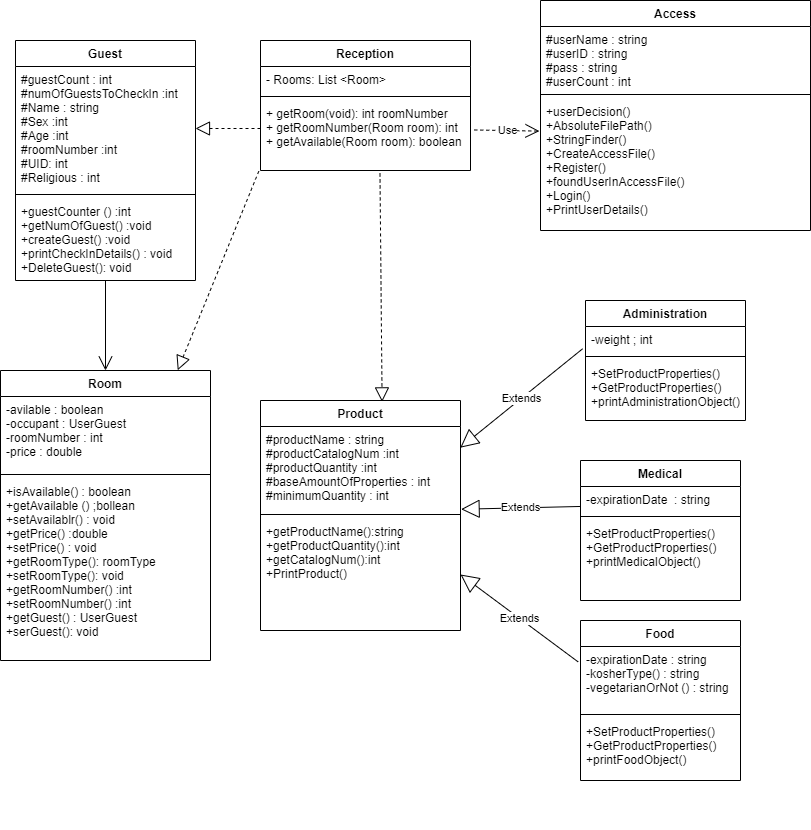 Guest
#guestCount : int
#numOfGuestsToCheckIn :int
#Name : string
#Sex :int
#Age :int
#roomNumber :int
#UID: int
#Religious : int
+guestCounter () :int
+getNumOfGuest() :void
+createGuest() :void
+printCheckInDetails() : void
+DeleteGuest(): void
Reception
- Rooms: List <Room>
+ getRoom(void): int roomNumber
+ getRoomNumber(Room room): int
+ getAvailable(Room room): boolean
Use
Access
#userName : string
#userID : string
#pass : string
#userCount : int
+userDecision()
+AbsoluteFilePath()
+StringFinder()
+CreateAccessFile()
+Register()
+foundUserInAccessFile()
+Login()
+PrintUserDetails()
Room
-avilable : boolean
-occupant : UserGuest
-roomNumber : int
-price : double
+isAvailable() : boolean
+getAvailable () ;bollean
+setAvailablr() : void
+getPrice() :double
+setPrice() : void
+getRoomType(): roomType
+setRoomType(): void
+getRoomNumber() :int
+setRoomNumber() :int
+getGuest() : UserGuest
+serGuest(): void
Product
#productName : string
#productCatalogNum :int
#productQuantity :int
#baseAmountOfProperties : int
#minimumQuantity : int
+getProductName():string
+getProductQuantity():int
+getCatalogNum():int
+PrintProduct()
Extends
Extends
Extends
Administration
-weight ; int
+SetProductProperties()
+GetProductProperties()
+printAdministrationObject()
Medical
-expirationDate  : string
+SetProductProperties()
+GetProductProperties()
+printMedicalObject()
Food
-expirationDate : string
-kosherType() : string
-vegetarianOrNot () : string
+SetProductProperties()
+GetProductProperties()
+printFoodObject()